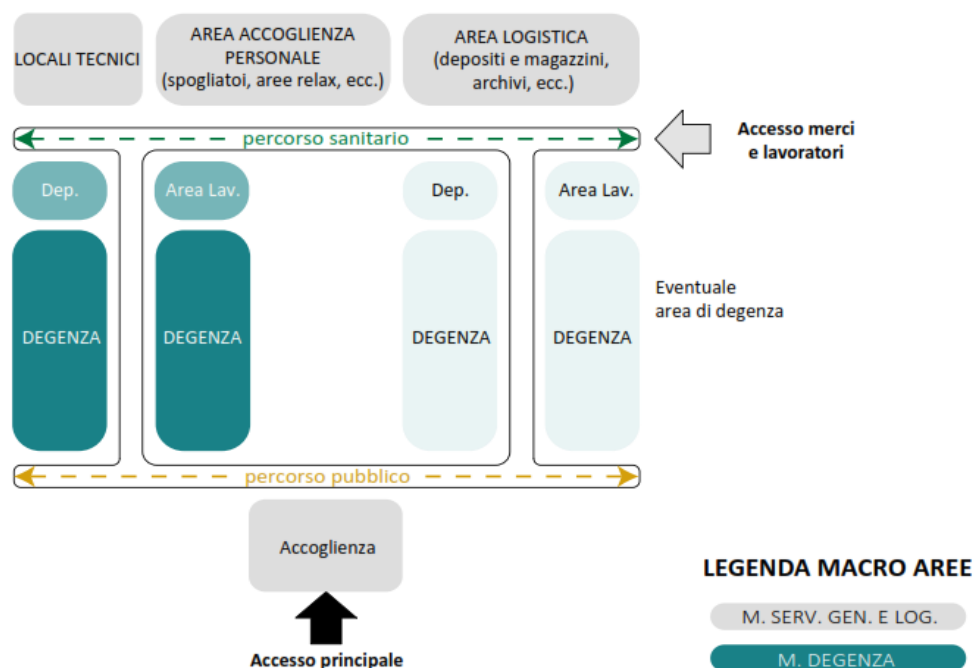 LOCALI TECNICI
AREA ACCOGLIENZA
PERSONALE
(spogliatoi, aree relax, ecc.)
AREA LOGISTICA
(depositi e magazzini,
archivi, ecc.)
percorso sanitario
Accesso merci
e lavoratori
Dep.
Area Lav.
Dep.
Area Lav.
DEGENZA
DEGENZA
DEGENZA
DEGENZA
Eventuale
area di degenza
percorso pubblico
Accoglienza
Accesso principale
LEGENDA MACRO AREE
M. SERV. GEN. E LOG.
M. DEGENZA